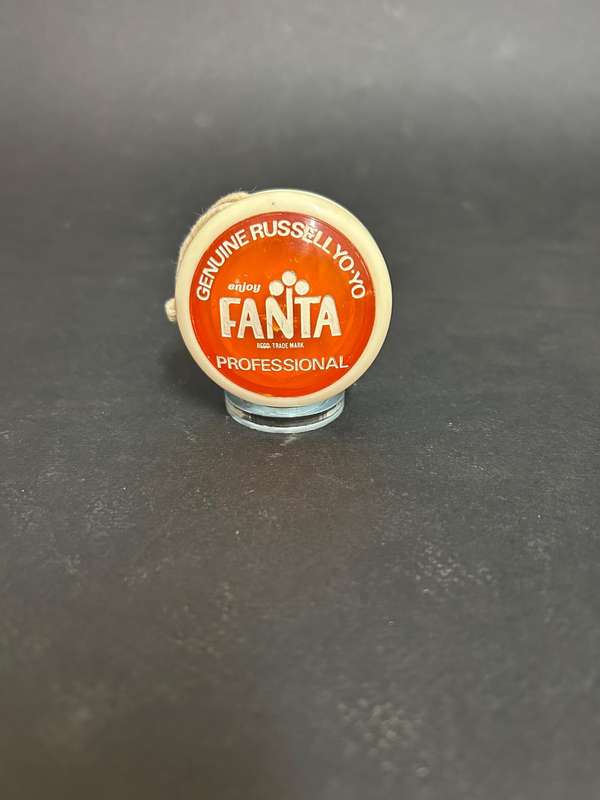 GENUINE RUSSELL YO-YO
enjoy
FANTA
REGD. TRADE MARK
PROFESSIONAL